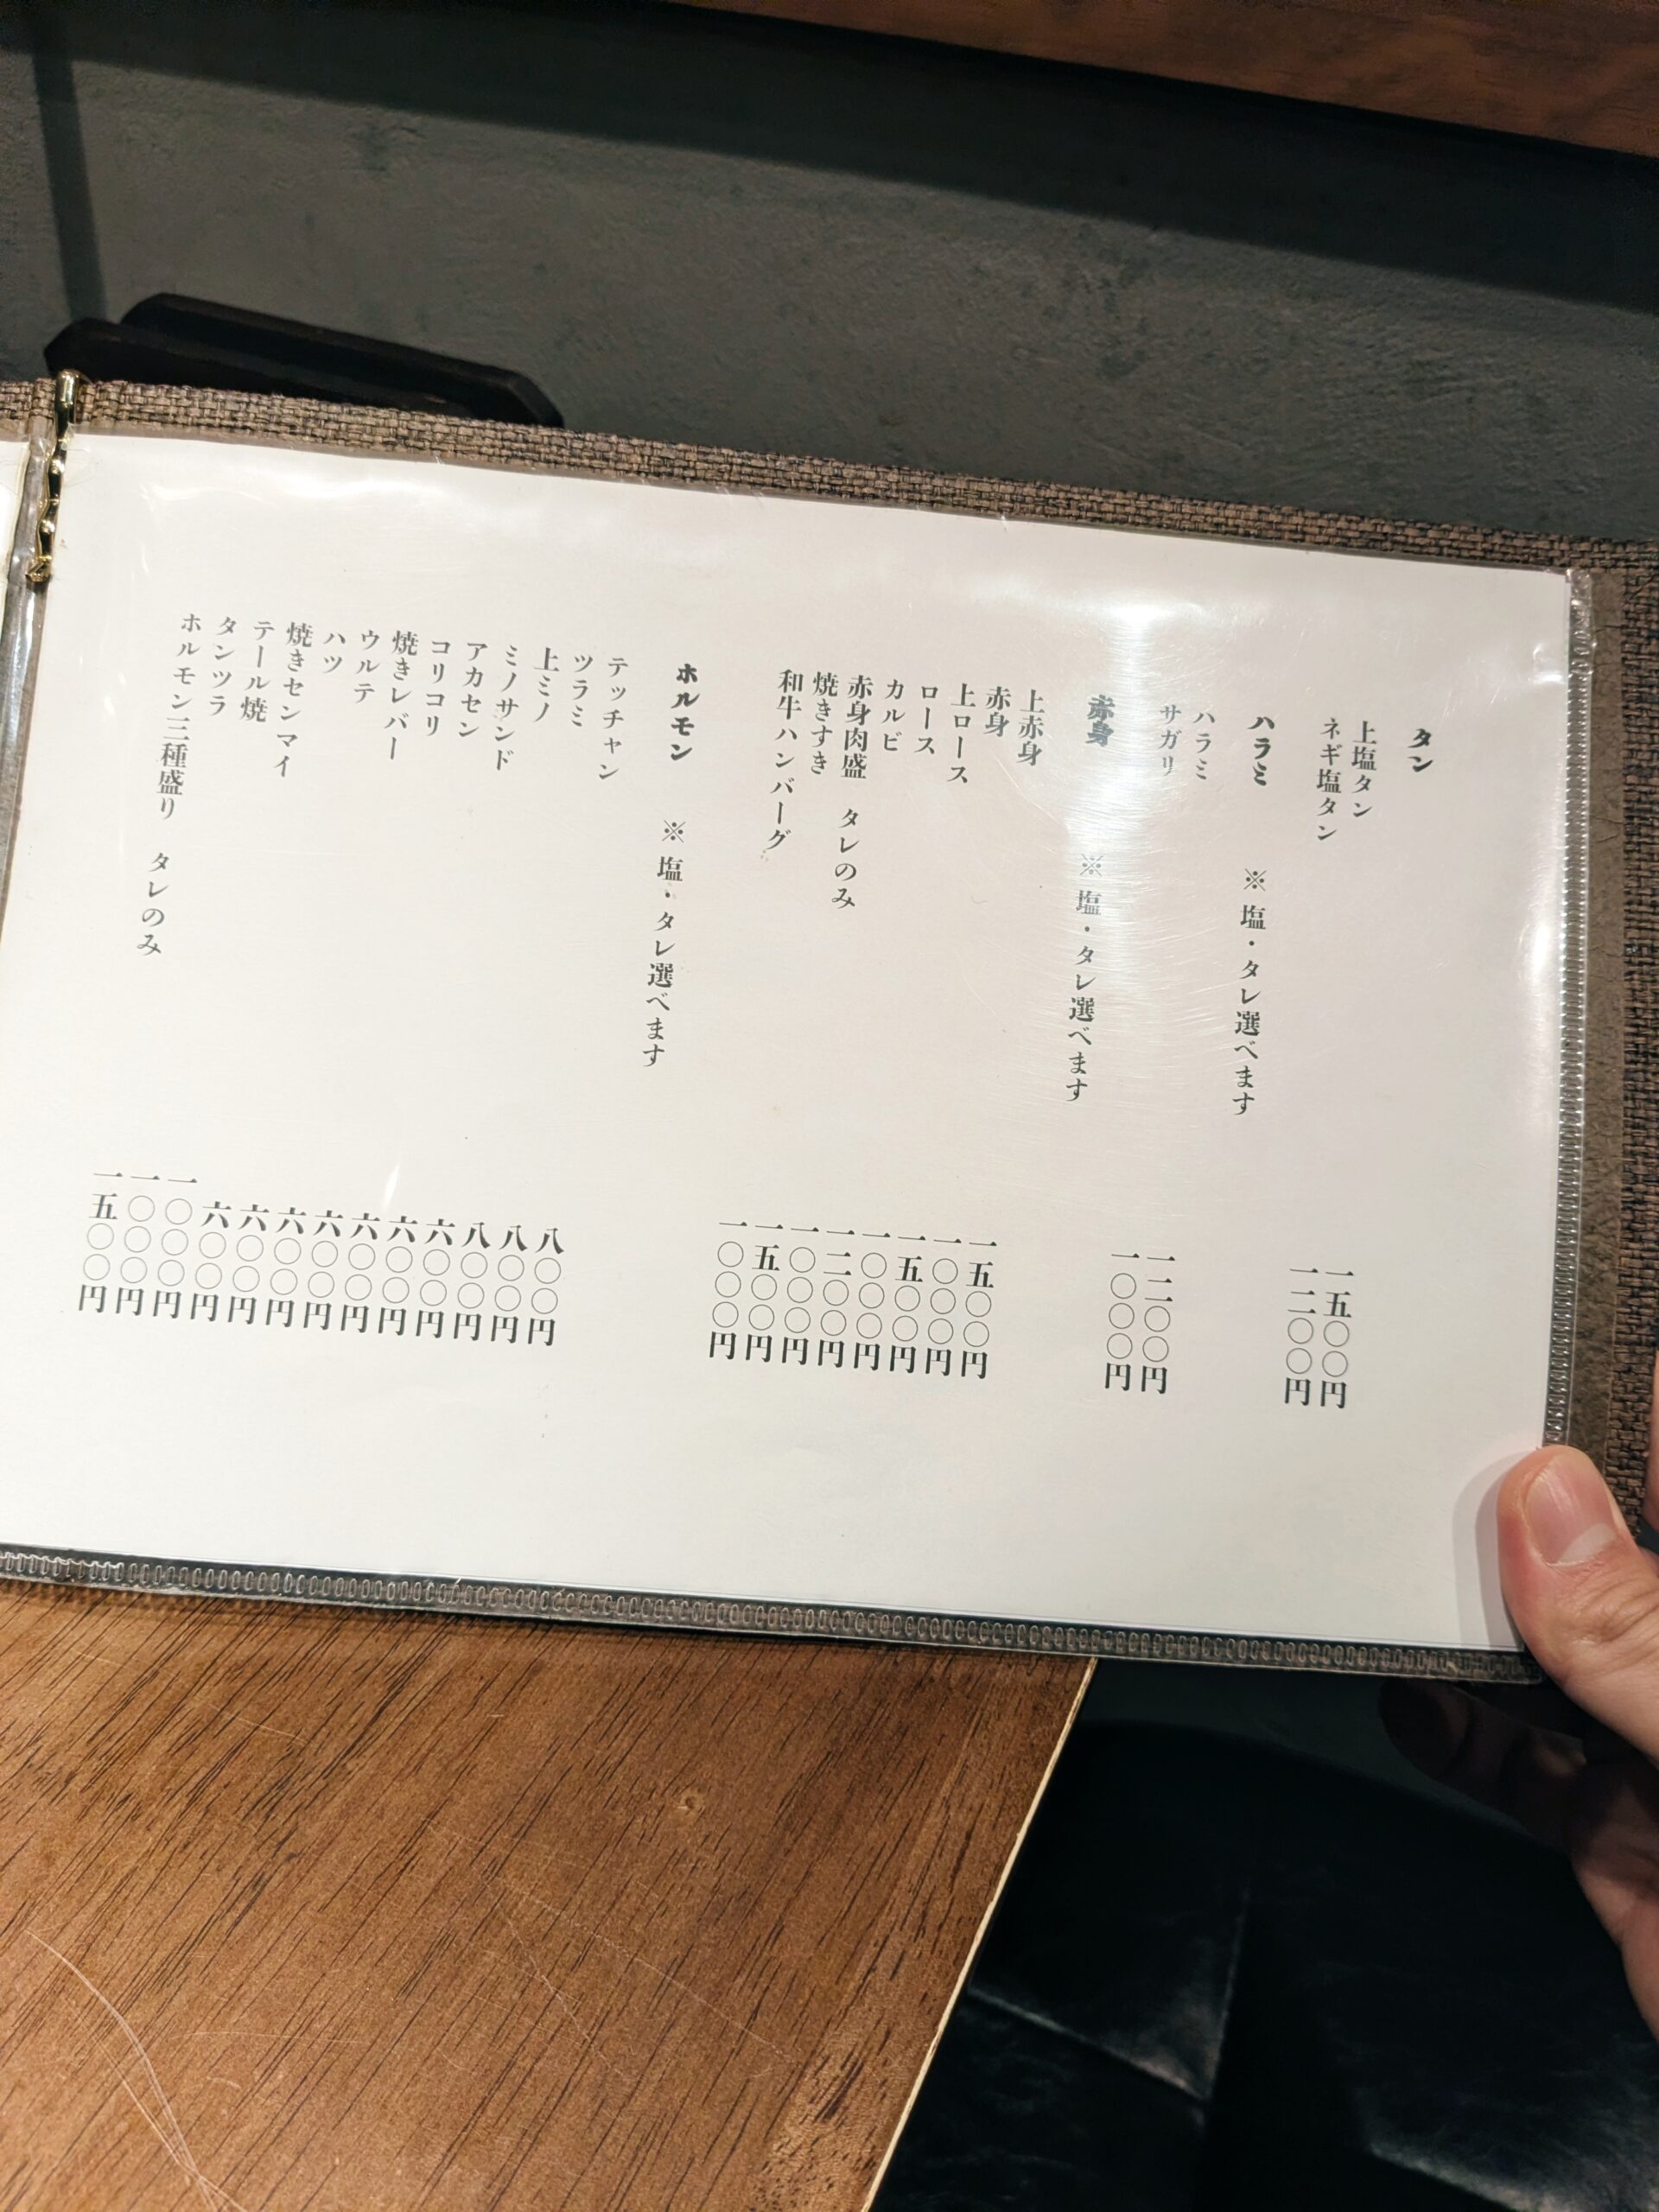 タン
上塩タン 一五〇〇円
ネギ塩タン 一二〇〇円
ハラミ ※塩・タレ選べます
ハラミ 一二〇〇円
サガリ 一〇〇〇円
赤身 ※塩・タレ選べます
上赤身 一五〇〇円
赤身 一〇〇〇円
上ロース 一五〇〇円
ロース 一〇〇〇円
カルビ 一二〇〇円
赤身肉盛 タレのみ 一〇〇〇円
焼きすき 一五〇〇円
和牛ハンバーグ 一〇〇〇円
ホルモン ※塩・タレ選べます
テッチャン 八〇〇円
ツラミ 八〇〇円
上ミノ 八〇〇円
ミノサンド 六〇〇円
アカセン 六〇〇円
コリコリ 六〇〇円
焼きレバー 六〇〇円
ウルテ 六〇〇円
ハツ 六〇〇円
焼きセンマイ 六〇〇円
テール焼 一〇〇〇円
タンツラ 一〇〇〇円
ホルモン三種盛り タレのみ 一五〇〇円